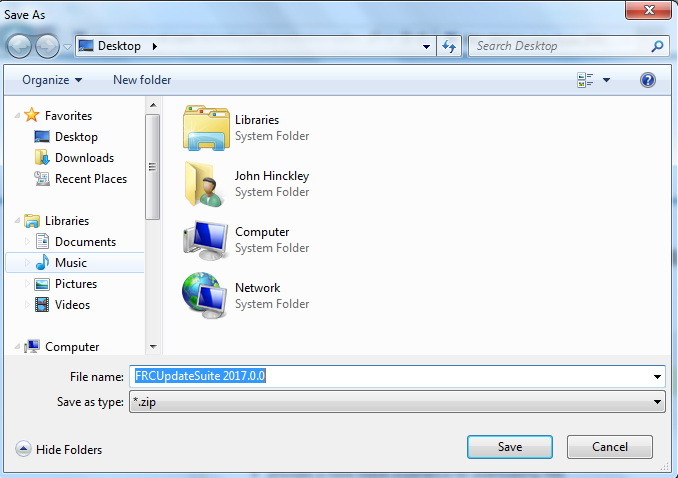 Save As
Desktop
Search Desktop
Organize
New folder
Favorites
Desktop
Downloads
Recent Places
Libraries
Documents
Music
Pictures
Videos
Computer
Libraries
System Folder
John Hinckley
System Folder
Computer
System Folder
Network
System Folder
File name: FRCUpdateSuite 2017.0.0
Save as type: *.zip
Hide Folders
Save
Cancel